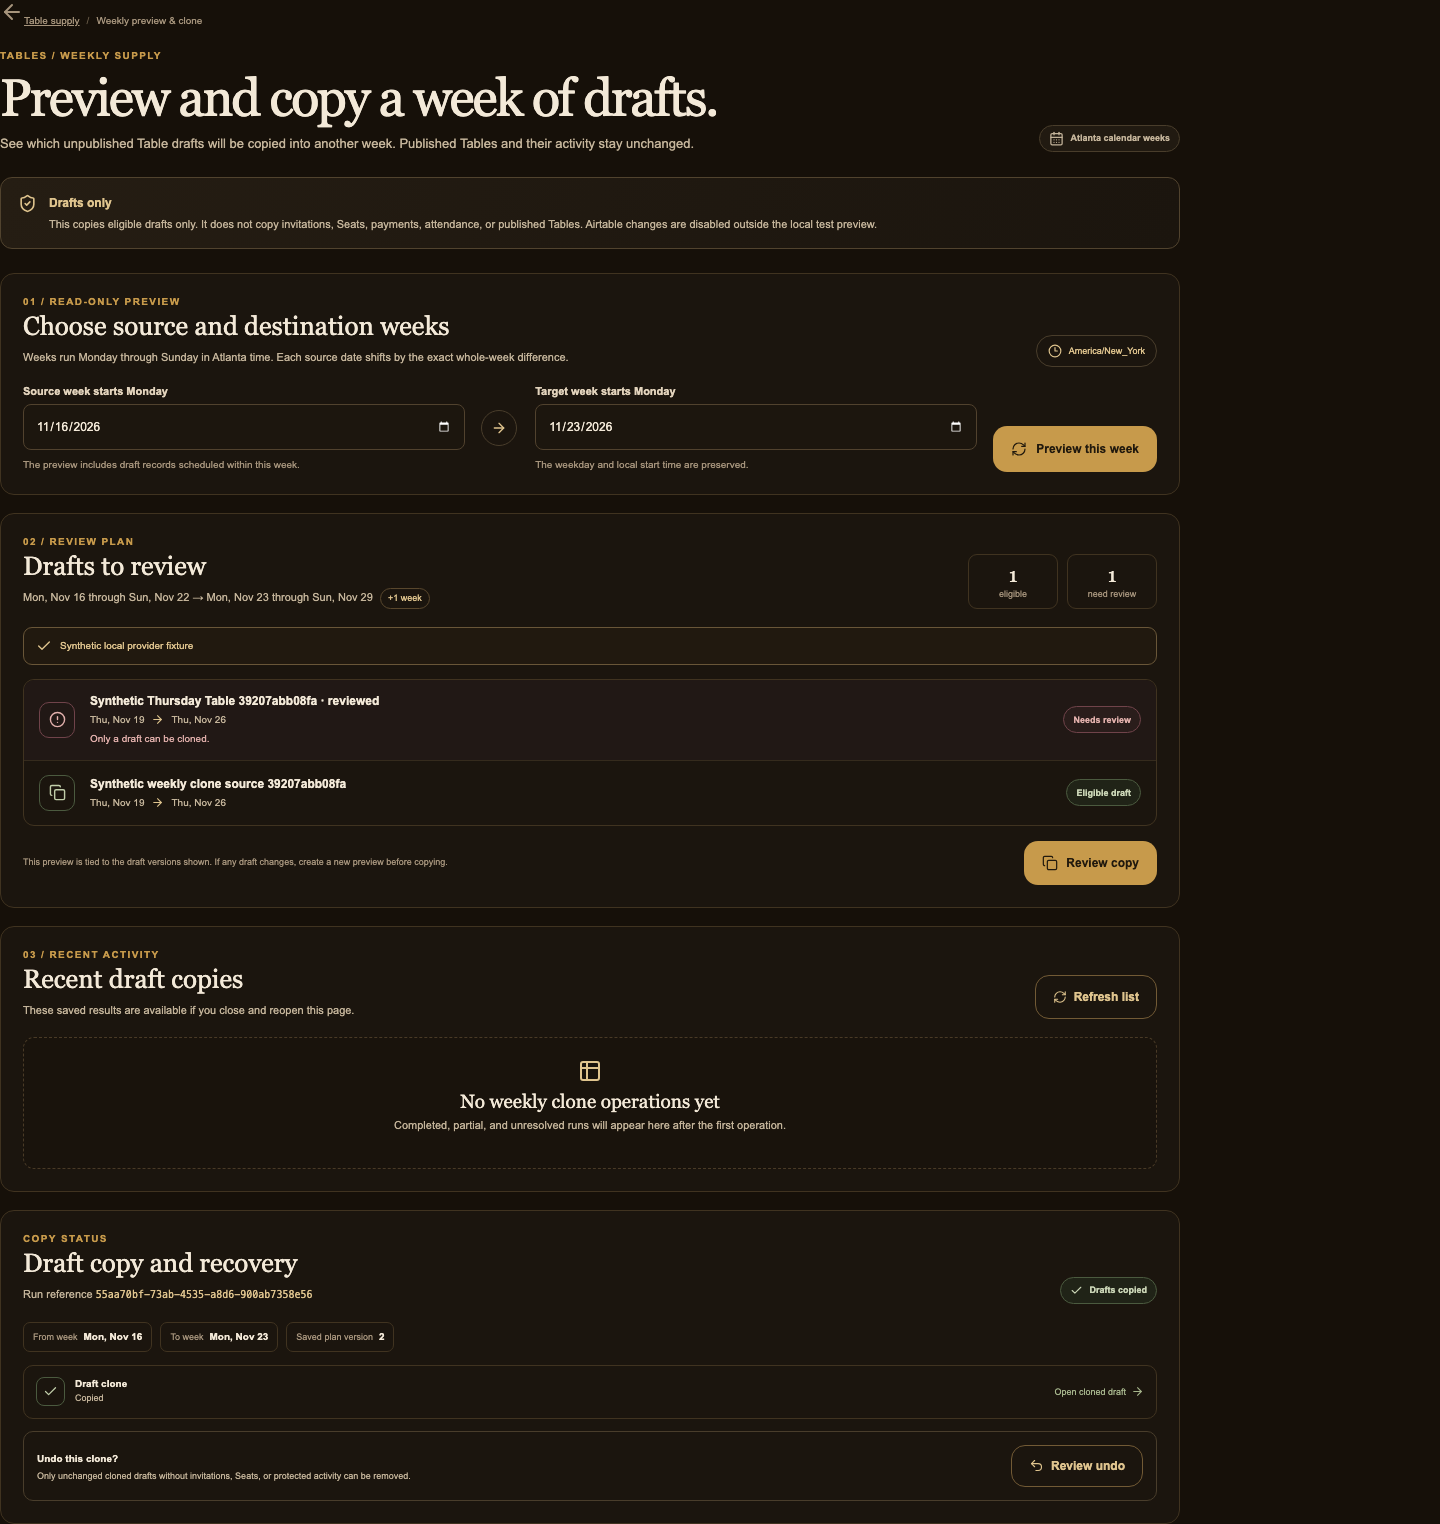 Table supply / Weekly preview & clone
TABLES / WEEKLY SUPPLY
Preview and copy a week of drafts.
See which unpublished Table drafts will be copied into another week. Published Tables and their activity stay unchanged.
Atlanta calendar weeks
Drafts only
This copies eligible drafts only. It does not copy invitations, Seats, payments, attendance, or published Tables. Airtable changes are disabled outside the local test preview.
01 / READ-ONLY PREVIEW
Choose source and destination weeks
Weeks run Monday through Sunday in Atlanta time. Each source date shifts by the exact whole-week difference.
America/New_York
Source week starts Monday
11/16/2026
The preview includes draft records scheduled within this week.
Target week starts Monday
11/23/2026
The weekday and local start time are preserved.
Preview this week
02 / REVIEW PLAN
Drafts to review
Mon, Nov 16 through Sun, Nov 22 → Mon, Nov 23 through Sun, Nov 29 +1 week
1
eligible
1
need review
Synthetic local provider fixture
Synthetic Thursday Table 39207abb08fa · reviewed
Thu, Nov 19 → Thu, Nov 26
Only a draft can be cloned.
Needs review
Synthetic weekly clone source 39207abb08fa
Thu, Nov 19 → Thu, Nov 26
Eligible draft
This preview is tied to the draft versions shown. If any draft changes, create a new preview before copying.
Review copy
03 / RECENT ACTIVITY
Recent draft copies
These saved results are available if you close and reopen this page.
Refresh list
No weekly clone operations yet
Completed, partial, and unresolved runs will appear here after the first operation.
COPY STATUS
Draft copy and recovery
Run reference 55aa70bf-73ab-4535-a8d6-900ab7358e56
Drafts copied
From week Mon, Nov 16
To week Mon, Nov 23
Saved plan version 2
Draft clone
Copied
Open cloned draft →
Undo this clone?
Only unchanged cloned drafts without invitations, Seats, or protected activity can be removed.
Review undo